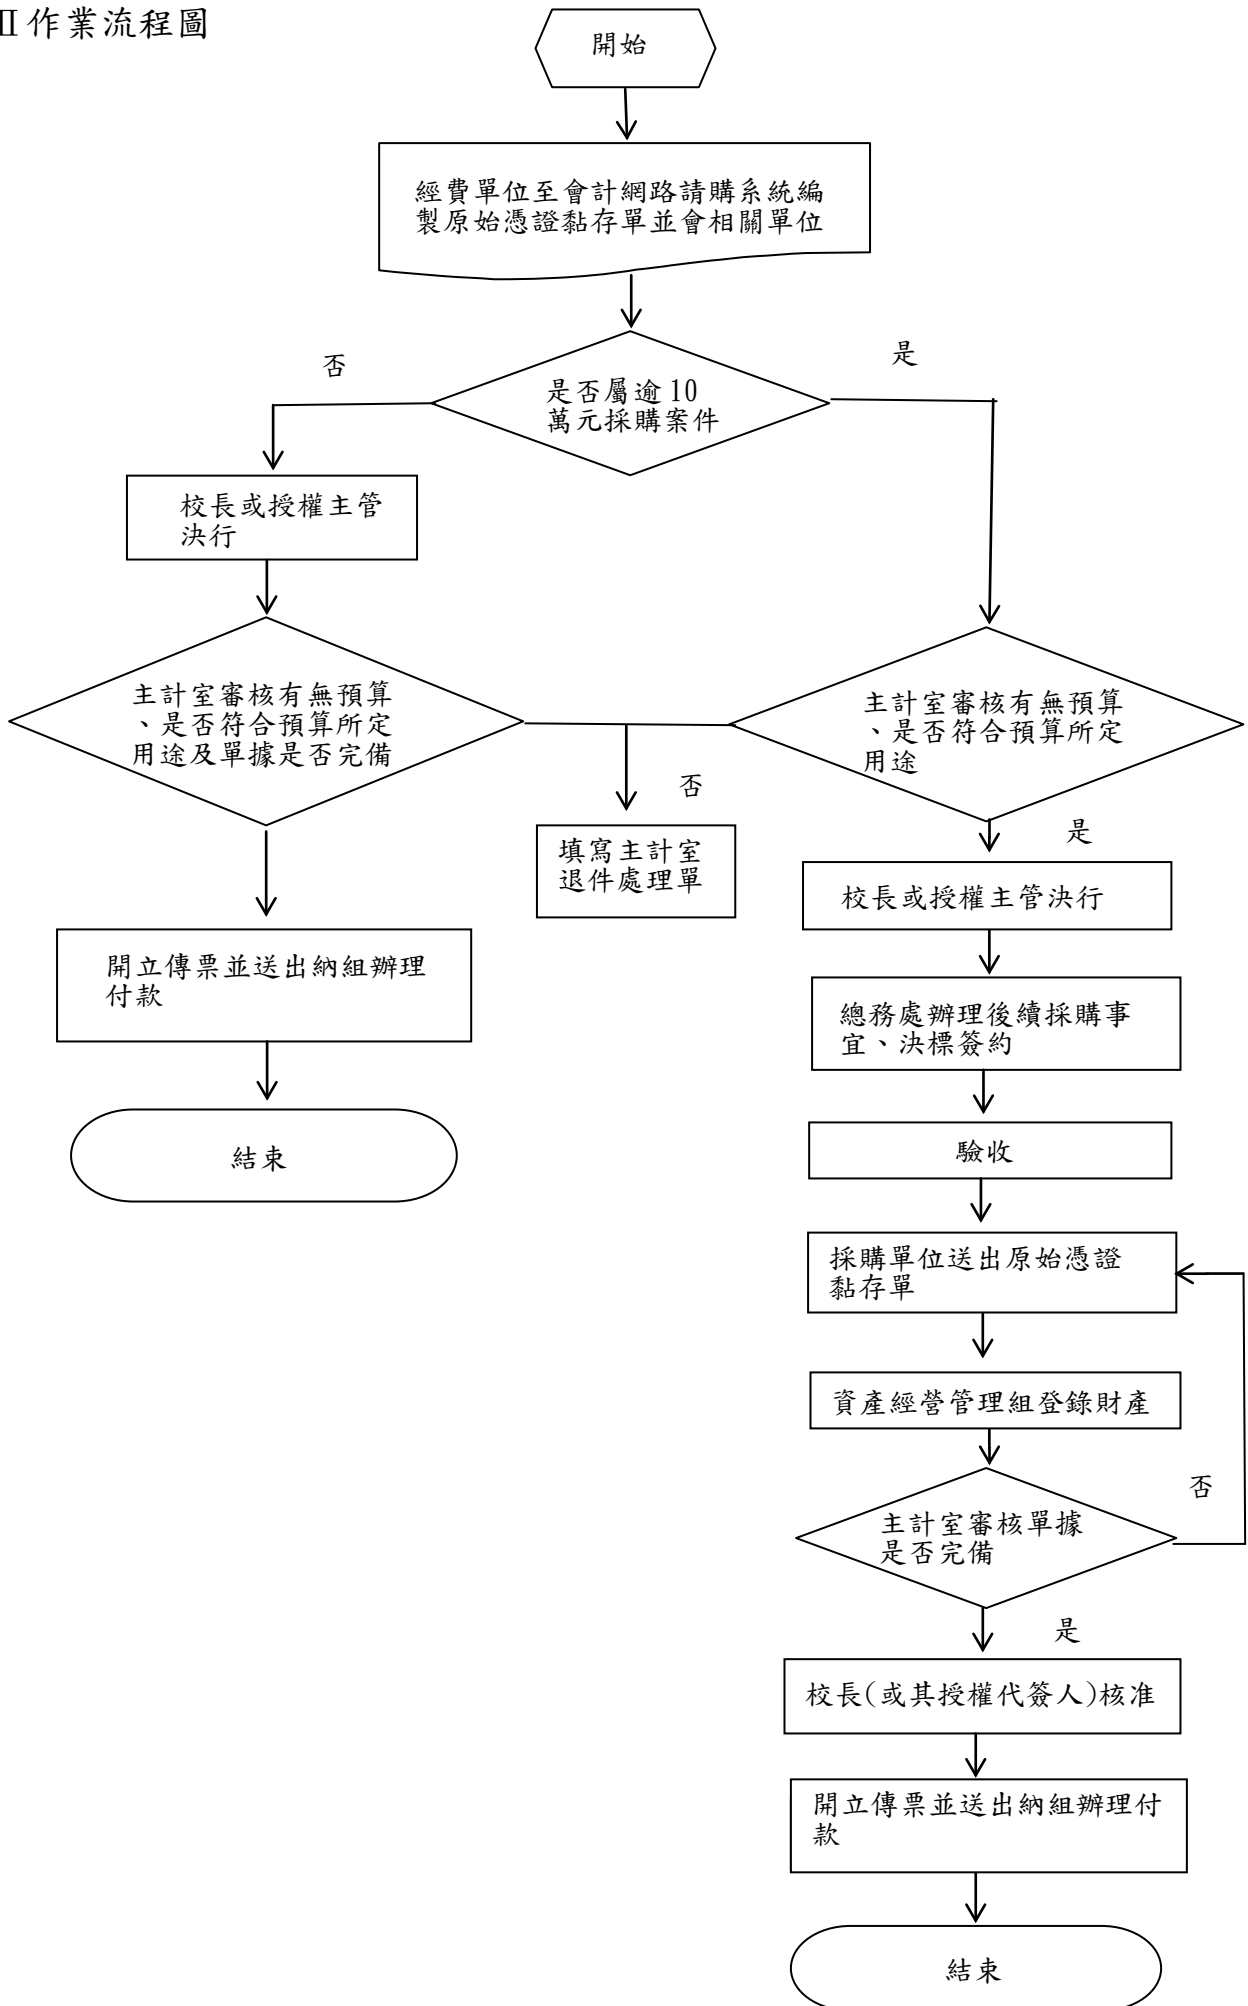 作業流程圖
開始
經費單位至會計網路請購系統編
製原始憑證黏存單並會相關單位
否
是
是否屬逾10
萬元採購案件
校長或授權主管
決行
主計室審核有無預算
、是否符合預算所定
用途及單據是否完備
主計室審核有無預算
、是否符合預算所定
用途
否
是
填寫主計室
退件處理單
校長或授權主管決行
開立傳票並送出納組辦理
付款
總務處辦理後續採購事
宜、決標簽約
結束
驗收
採購單位送出原始憑證
黏存單
資產經營管理組登錄財產
否
主計室審核單據
是否完備
是
校長(或其授權代簽人)核准
開立傳票並送出納組辦理付
款
結束